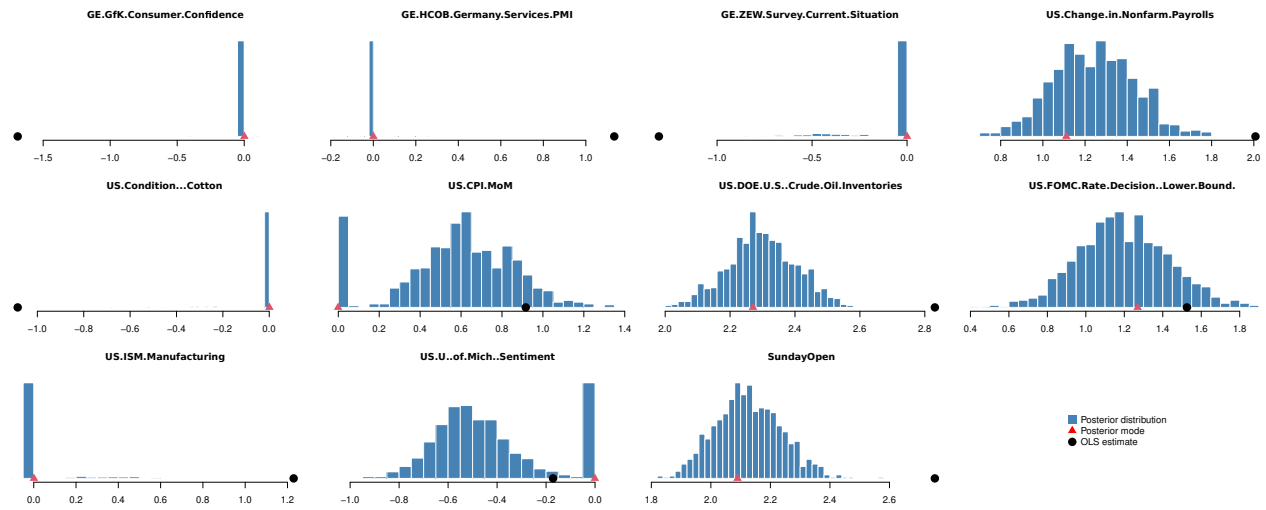 GE.GfK.Consumer.Confidence
GE.HCOB.Germany.Services.PMI
GE.ZEW.Survey.Current.Situation
US.Change.in.Nonfarm.Payrolls
−1.5 −1.0 −0.5 0.0
−0.2 0.0 0.2 0.4 0.6 0.8 1.0
−1.0 −0.5 0.0
0.8 1.0 1.2 1.4 1.6 1.8 2.0
US.Condition...Cotton
US.CPI.MoM
US.DOE.U.S..Crude.Oil.Inventories
US.FOMC.Rate.Decision..Lower.Bound.
−1.0 −0.8 −0.6 −0.4 −0.2 0.0
0.0 0.2 0.4 0.6 0.8 1.0 1.2 1.4
2.0 2.2 2.4 2.6 2.8
0.4 0.6 0.8 1.0 1.2 1.4 1.6 1.8
US.ISM.Manufacturing
US.U..of.Mich..Sentiment
SundayOpen
0.0 0.2 0.4 0.6 0.8 1.0 1.2
−1.0 −0.8 −0.6 −0.4 −0.2 0.0
1.8 2.0 2.2 2.4 2.6
Posterior distribution
Posterior mode
OLS estimate